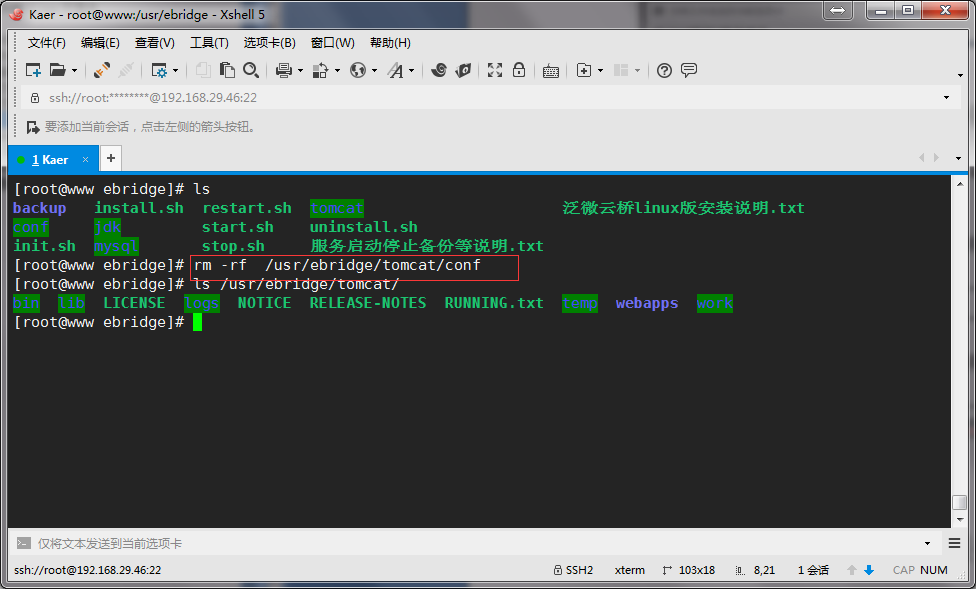 Kaer - root@www:/usr/ebridge - Xshell 5
文件(F) 编辑(E) 查看(V) 工具(T) 选项卡(B) 窗口(W) 帮助(H)
ssh://root:********@192.168.29.46:22
要添加当前会话，点击左侧的箭头按钮。
1 Kaer × +
[root@www ebridge]# ls
backup install.sh restart.sh tomcat 泛微云桥linux版安装说明.txt
conf jdk start.sh uninstall.sh
init.sh mysql stop.sh 服务启动停止备份等说明.txt
[root@www ebridge]# rm -rf  /usr/ebridge/tomcat/conf
[root@www ebridge]# ls /usr/ebridge/tomcat/
bin lib LICENSE logs NOTICE RELEASE-NOTES RUNNING.txt temp webapps work
[root@www ebridge]#
仅将文本发送到当前选项卡
ssh://root@192.168.29.46:22 SSH2 xterm 103x18 8,21 1 会话 CAP NUM